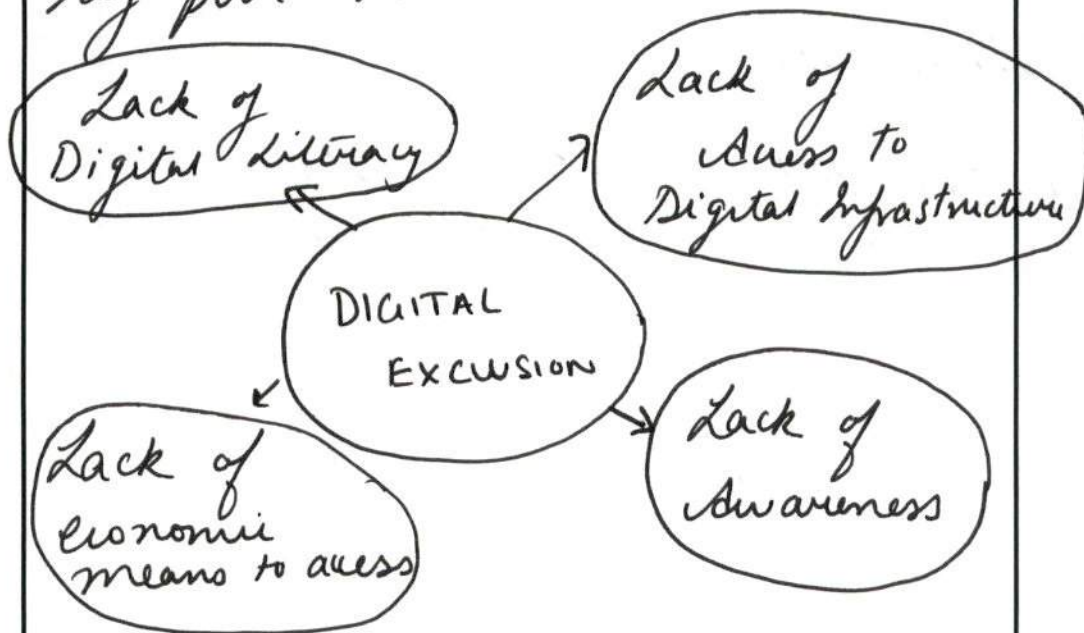 Lack of
Digital Literacy
Lack of
Access to
Digital Infrastructure
DIGITAL
EXCLUSION
Lack of
economic
means to access
Lack of
Awareness